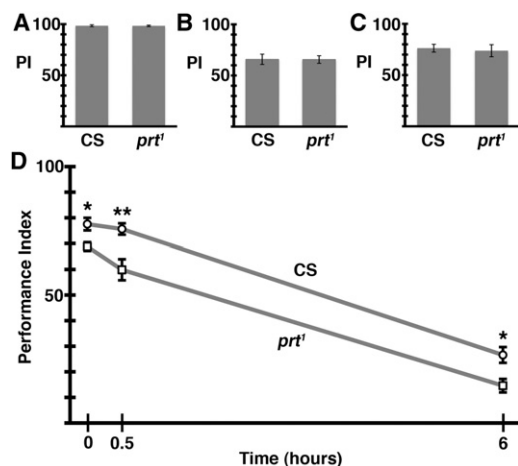 A
100
PI
50
CS prt¹
B
100
PI
50
CS prt¹
C
100
PI
50
CS prt¹
D
100
Performance Index
50
* ** *
CS
prt¹
0 0.5 6
Time (hours)